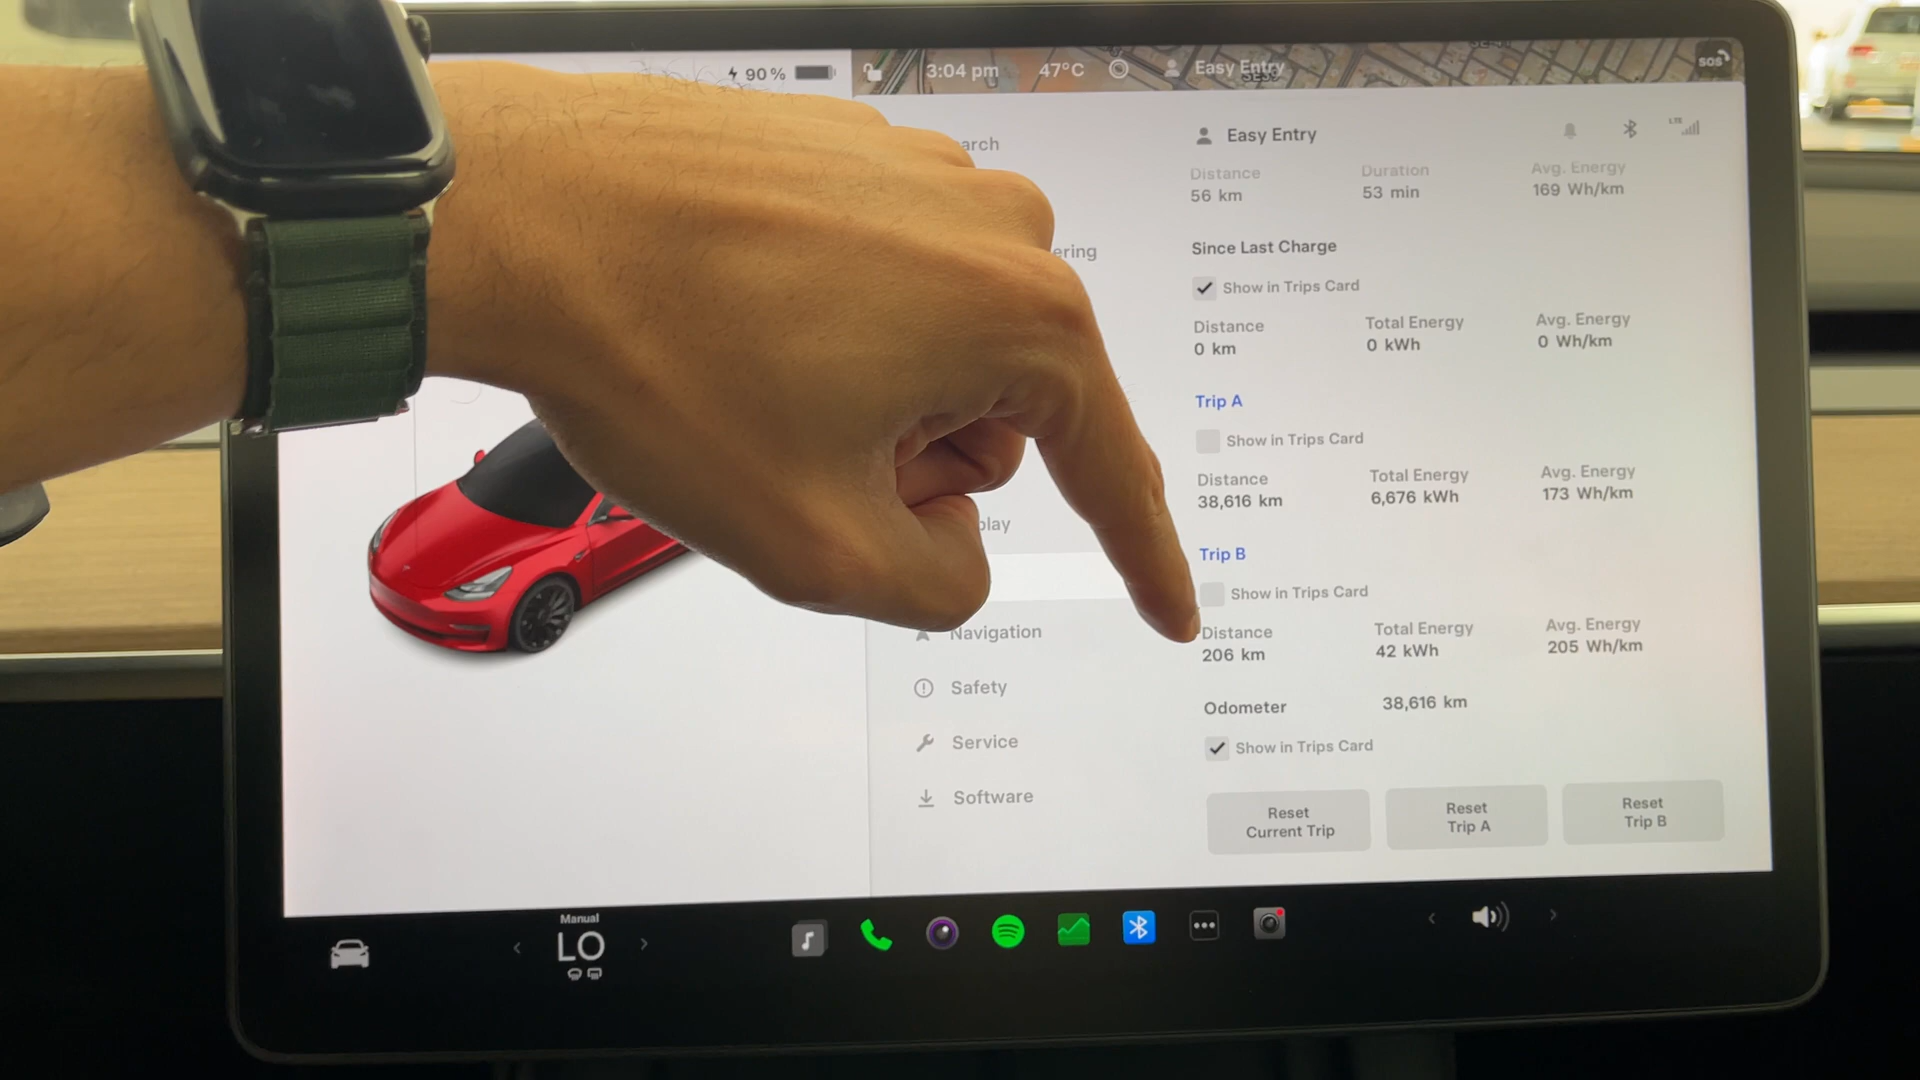 90 %
3:04 pm
47°C
Easy Entry
SOS
arch
ering
play
Navigation
Safety
Service
Software
Easy Entry
LTE
Distance Duration Avg. Energy
56 km 53 min 169 Wh/km
Since Last Charge
Show in Trips Card
Distance Total Energy Avg. Energy
0 km 0 kWh 0 Wh/km
Trip A
Show in Trips Card
Distance Total Energy Avg. Energy
38,616 km 6,676 kWh 173 Wh/km
Trip B
Show in Trips Card
Distance Total Energy Avg. Energy
206 km 42 kWh 205 Wh/km
Odometer 38,616 km
Show in Trips Card
Reset Current Trip
Reset Trip A
Reset Trip B
Manual
LO